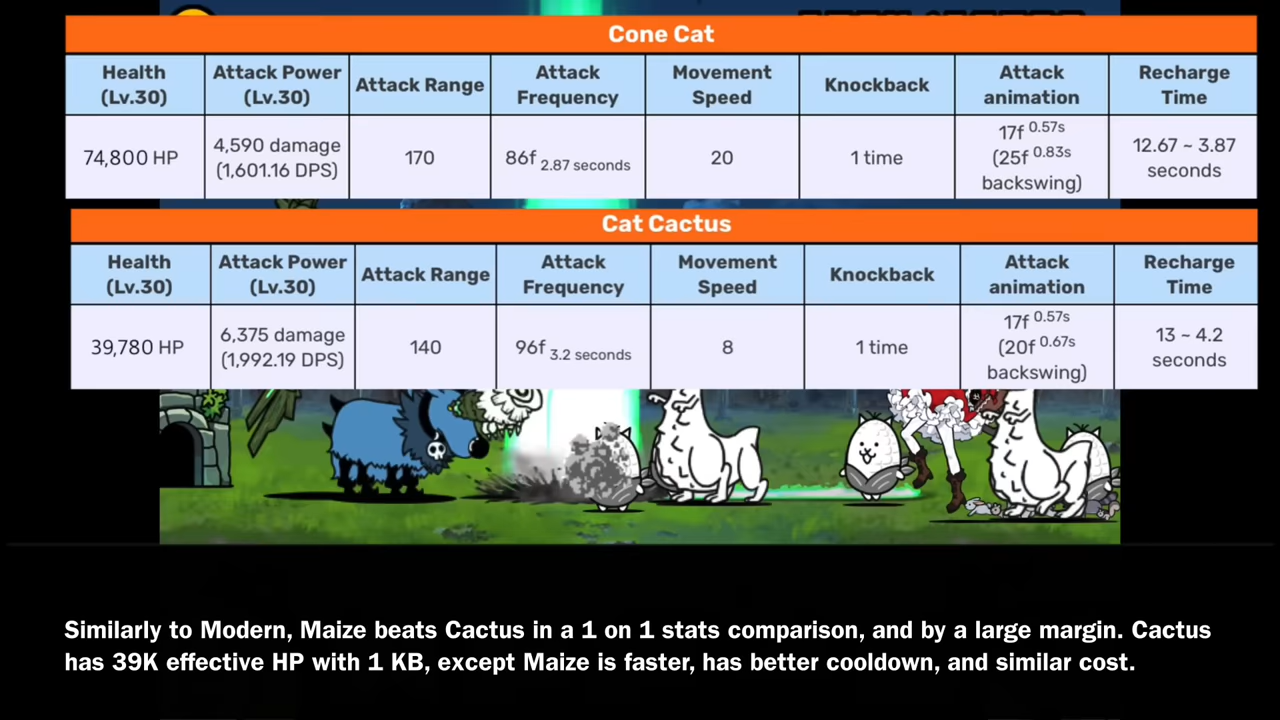 Cone Cat
Health (Lv.30) Attack Power (Lv.30) Attack Range Attack Frequency Movement Speed Knockback Attack animation Recharge Time
74,800 HP 4,590 damage (1,601.16 DPS) 170 86f 2.87 seconds 20 1 time 17f 0.57s (25f 0.83s backswing) 12.67 ~ 3.87 seconds
Cat Cactus
Health (Lv.30) Attack Power (Lv.30) Attack Range Attack Frequency Movement Speed Knockback Attack animation Recharge Time
39,780 HP 6,375 damage (1,992.19 DPS) 140 96f 3.2 seconds 8 1 time 17f 0.57s (20f 0.67s backswing) 13 ~ 4.2 seconds
Similarly to Modern, Maize beats Cactus in a 1 on 1 stats comparison, and by a large margin. Cactus
has 39K effective HP with 1 KB, except Maize is faster, has better cooldown, and similar cost.